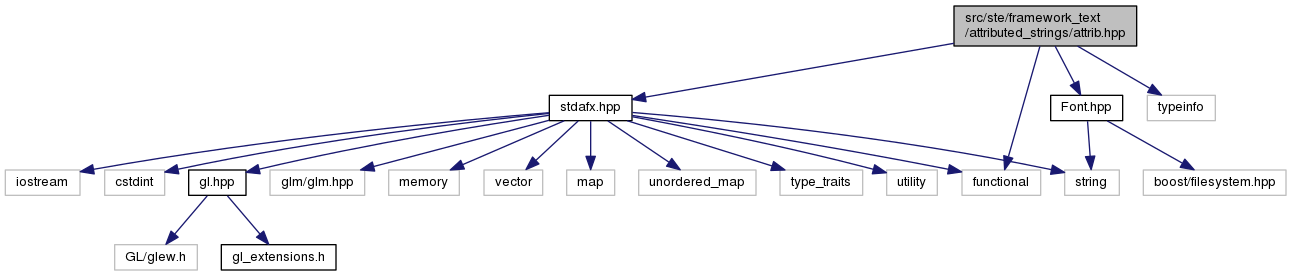 src/ste/framework_text
/attributed_strings/attrib.hpp
stdafx.hpp
Font.hpp
typeinfo
iostream
cstdint
gl.hpp
glm/glm.hpp
memory
vector
map
unordered_map
type_traits
utility
functional
string
boost/filesystem.hpp
GL/glew.h
gl_extensions.h